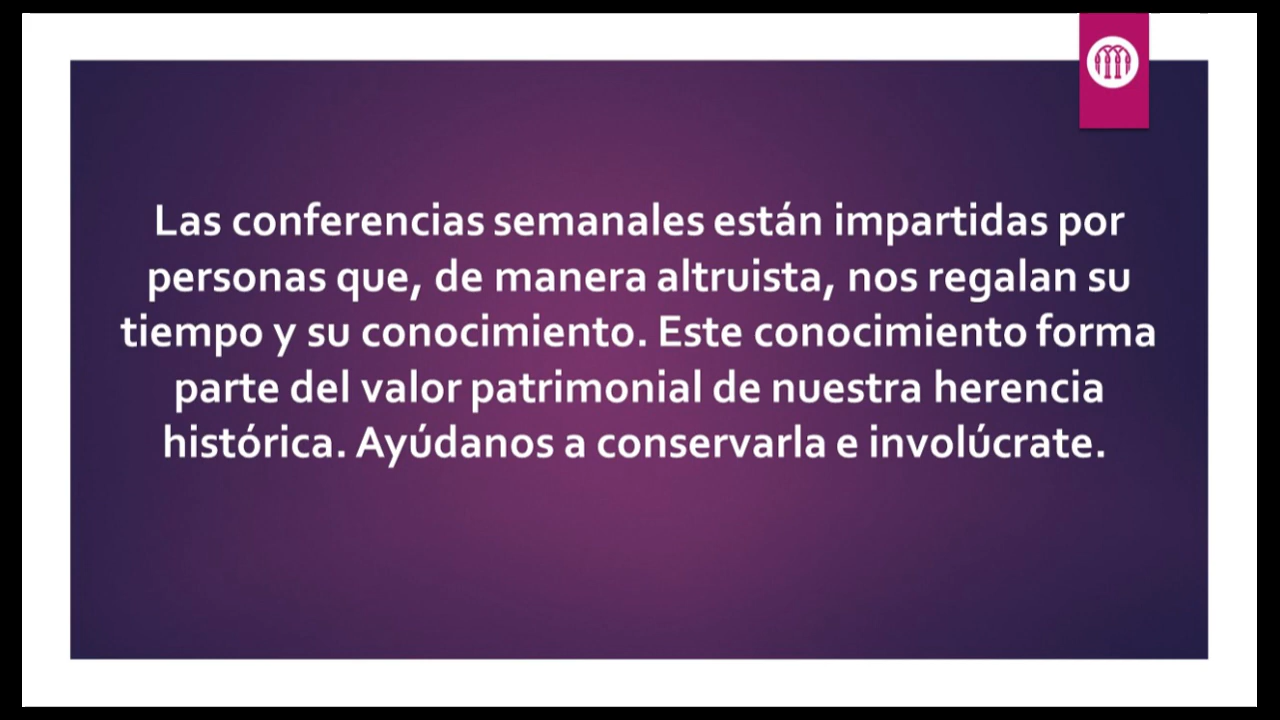 Las conferencias semanales están impartidas por
personas que, de manera altruista, nos regalan su
tiempo y su conocimiento. Este conocimiento forma
parte del valor patrimonial de nuestra herencia
histórica. Ayúdanos a conservarla e involúcrate.